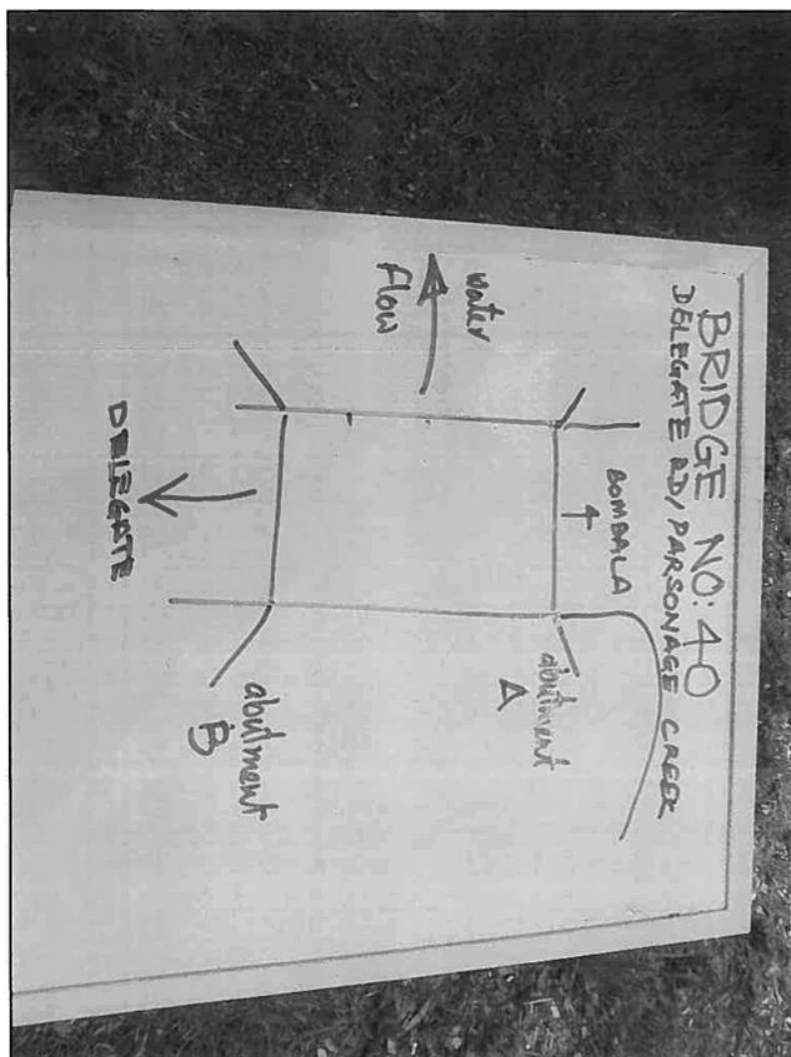 BRIDGE NO: 40
DELEGATE RD/PARSONAGE CREEK
BOMBALA
water
flow
abutment
A
abutment
B
DELEGATE